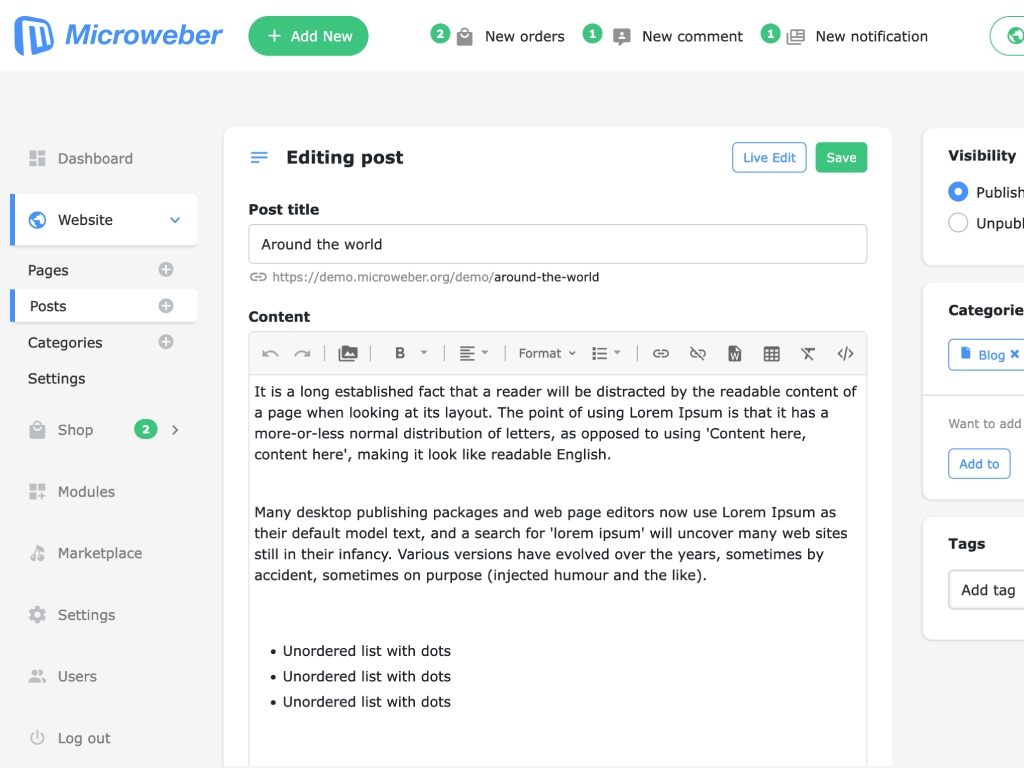 Microweber
Add New
2 New orders
1 New comment
1 New notification
Dashboard
Website
Pages
Posts
Categories
Settings
Shop 2
Modules
Marketplace
Settings
Users
Log out
Editing post
Live Edit
Save
Post title
Around the world
https://demo.microweber.org/demo/around-the-world
Content
B
Format
W
It is a long established fact that a reader will be distracted by the readable content of
a page when looking at its layout. The point of using Lorem Ipsum is that it has a
more-or-less normal distribution of letters, as opposed to using 'Content here,
content here', making it look like readable English.
Many desktop publishing packages and web page editors now use Lorem Ipsum as
their default model text, and a search for 'lorem ipsum' will uncover many web sites
still in their infancy. Various versions have evolved over the years, sometimes by
accident, sometimes on purpose (injected humour and the like).
• Unordered list with dots
• Unordered list with dots
• Unordered list with dots
Visibility
Publish
Unpubl
Categorie
Blog
Want to add
Add to
Tags
Add tag